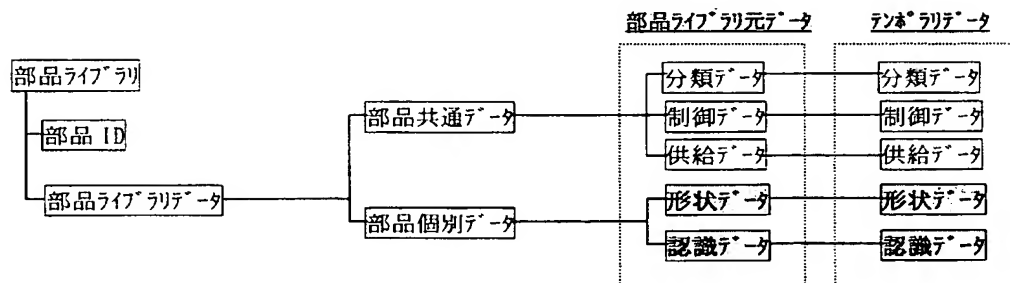 部品ライブラリ元データ
テンポラリデータ
部品ライブラリ
部品 ID
部品ライブラリデータ
部品共通データ
部品個別データ
分類データ
制御データ
供給データ
形状データ
認識データ
分類データ
制御データ
供給データ
形状データ
認識データ